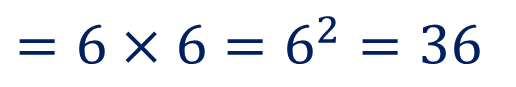 = 6 × 6 = 6² = 36